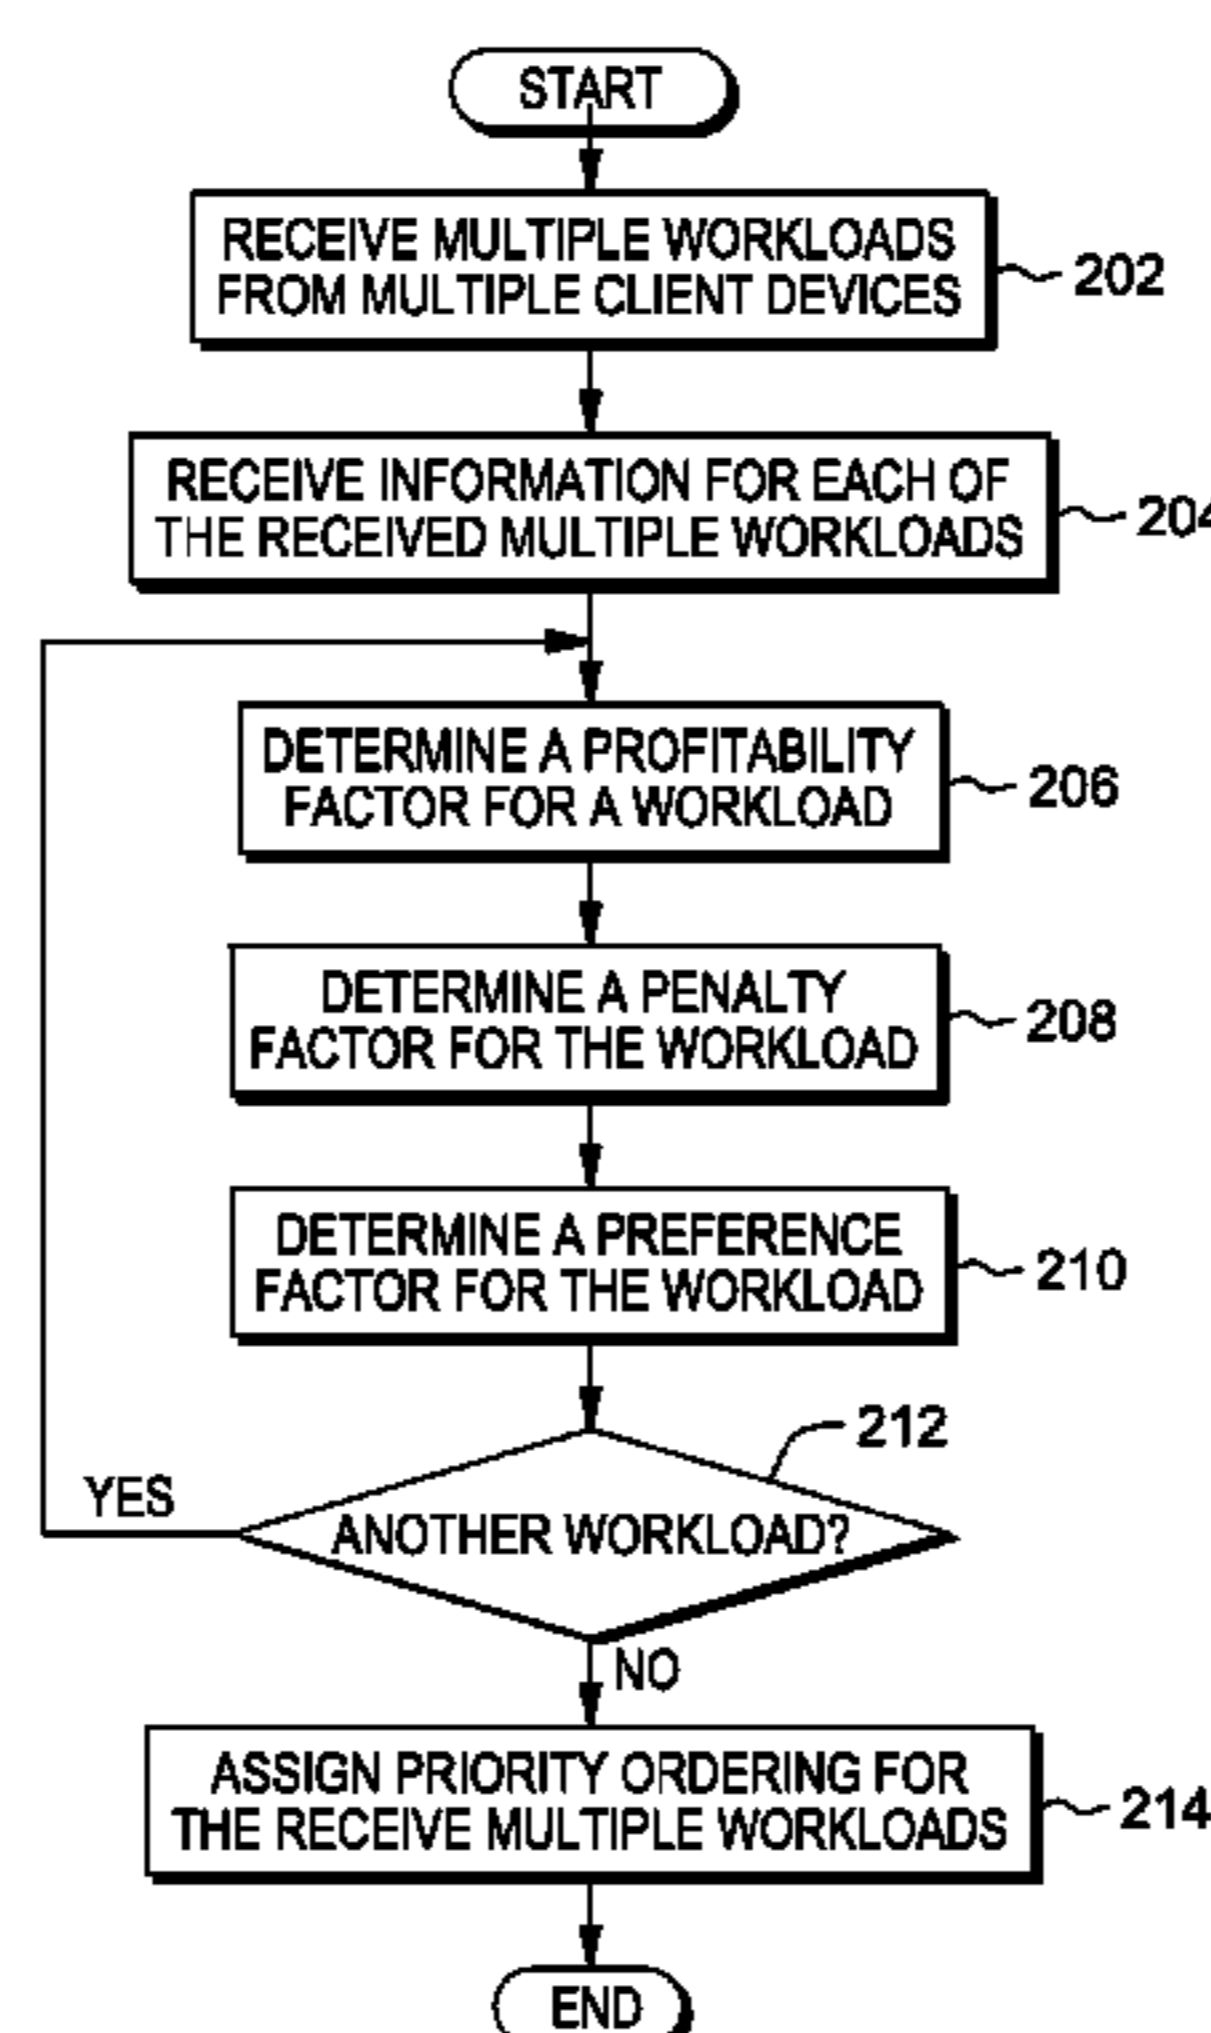 START
RECEIVE MULTIPLE WORKLOADS
FROM MULTIPLE CLIENT DEVICES
202
RECEIVE INFORMATION FOR EACH OF
THE RECEIVED MULTIPLE WORKLOADS
204
DETERMINE A PROFITABILITY
FACTOR FOR A WORKLOAD
206
DETERMINE A PENALTY
FACTOR FOR THE WORKLOAD
208
DETERMINE A PREFERENCE
FACTOR FOR THE WORKLOAD
210
212
YES
ANOTHER WORKLOAD?
NO
ASSIGN PRIORITY ORDERING FOR
THE RECEIVE MULTIPLE WORKLOADS
214
END